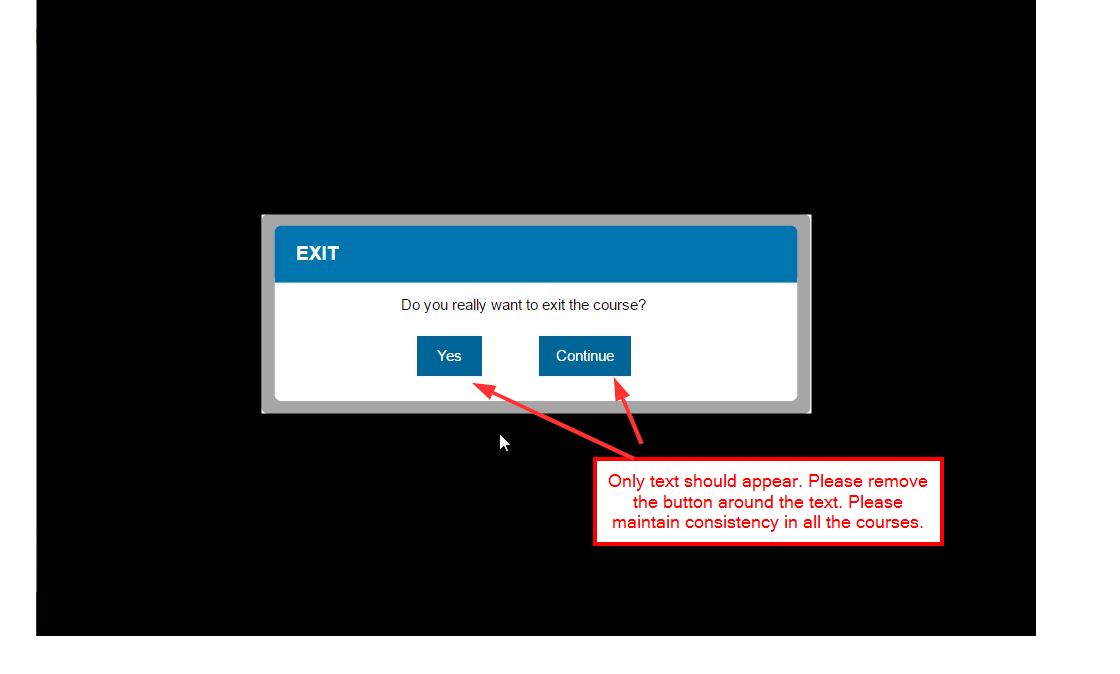 EXIT
Do you really want to exit the course?
Yes
Continue
Only text should appear. Please remove
the button around the text. Please
maintain consistency in all the courses.